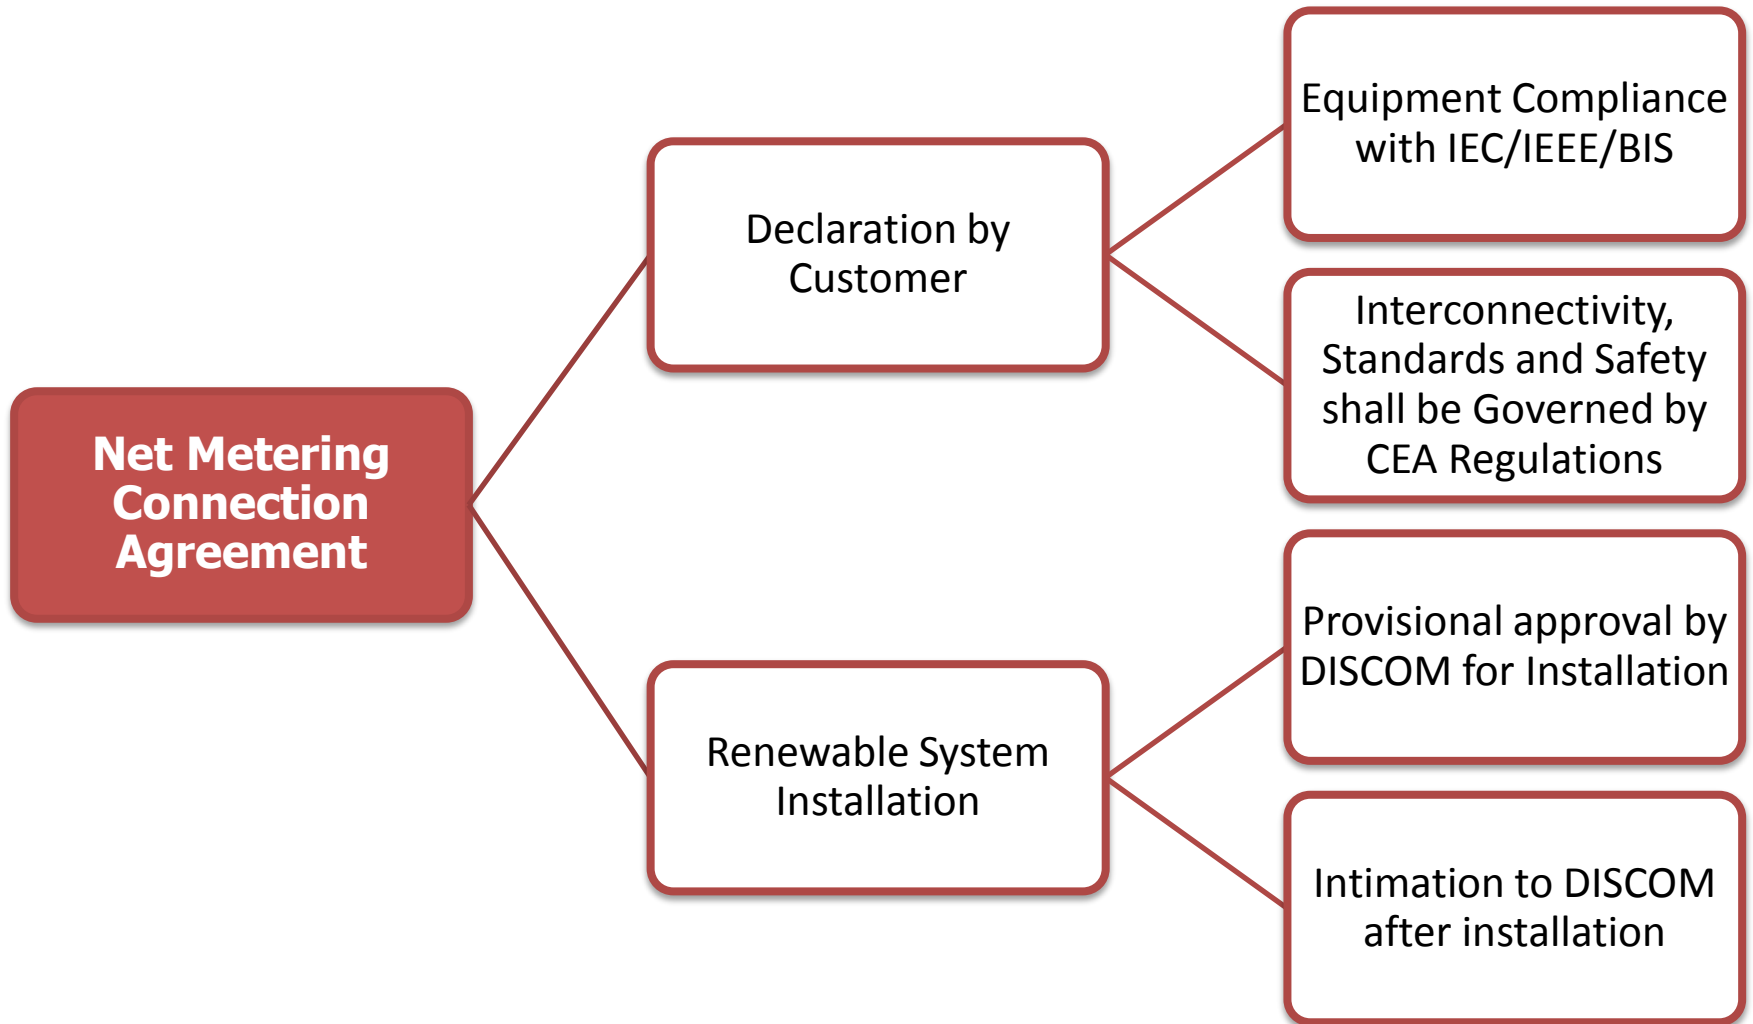 Net Metering
Connection
Agreement
Declaration by
Customer
Equipment Compliance
with IEC/IEEE/BIS
Interconnectivity,
Standards and Safety
shall be Governed by
CEA Regulations
Renewable System
Installation
Provisional approval by
DISCOM for Installation
Intimation to DISCOM
after installation